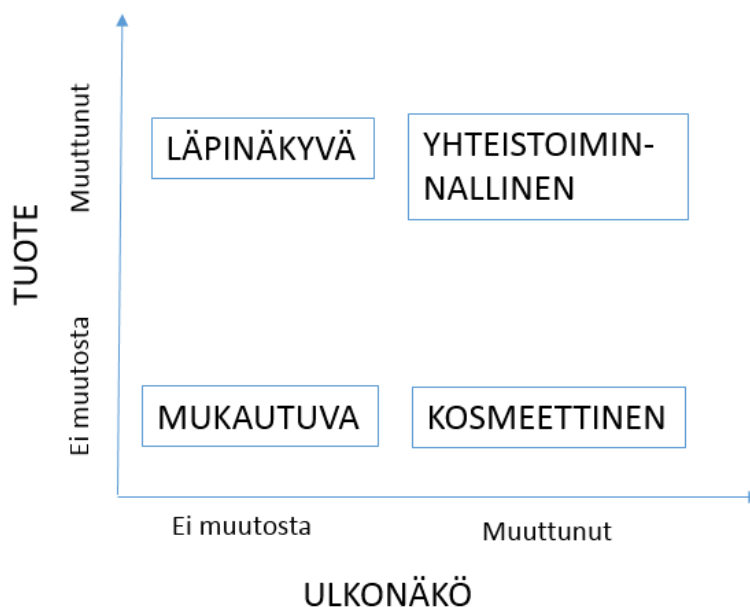 Muuttunut
LÄPINÄKYVÄ
YHTEISTOIMIN-
NALLINEN
TUOTE
Ei muutosta
MUKAUTUVA
KOSMEETTINEN
Ei muutosta
Muuttunut
ULKONÄKÖ